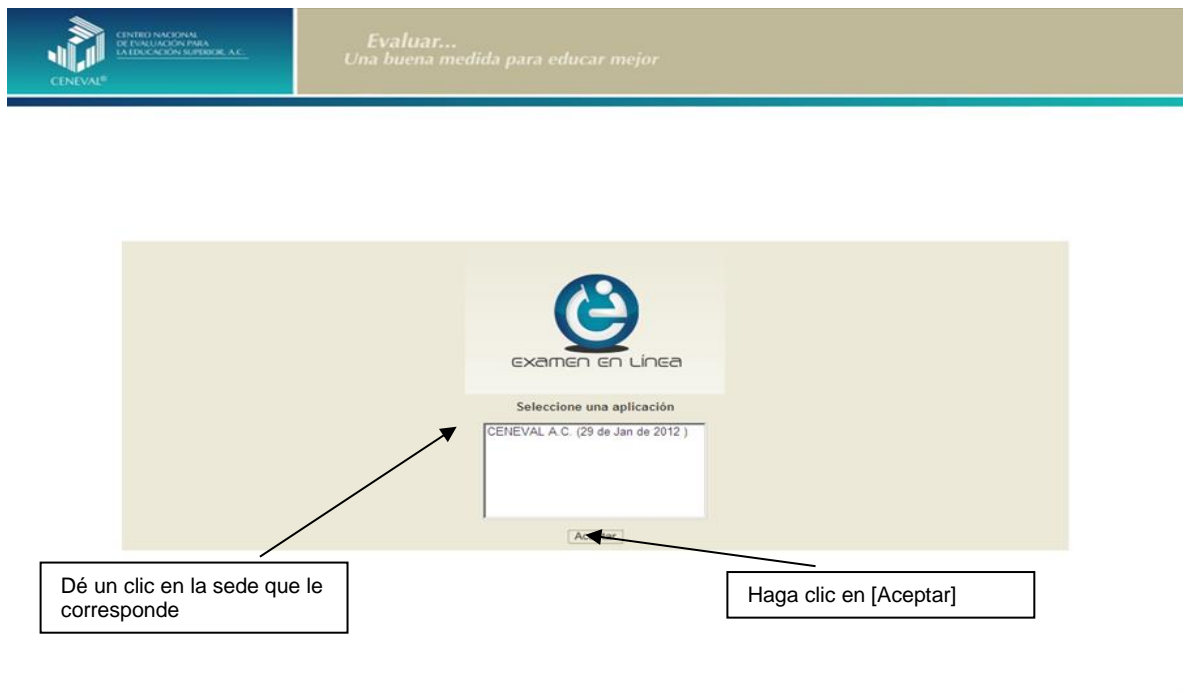 CENTRO NACIONAL
DE EVALUACIÓN PARA
LA EDUCACIÓN SUPERIOR, A.C.
CENEVAL®
Evaluar...
Una buena medida para educar mejor
examen en línea
Seleccione una aplicación
CENEVAL A.C. (29 de Jan de 2012 )
Aceptar
Dé un clic en la sede que le
corresponde
Haga clic en [Aceptar]